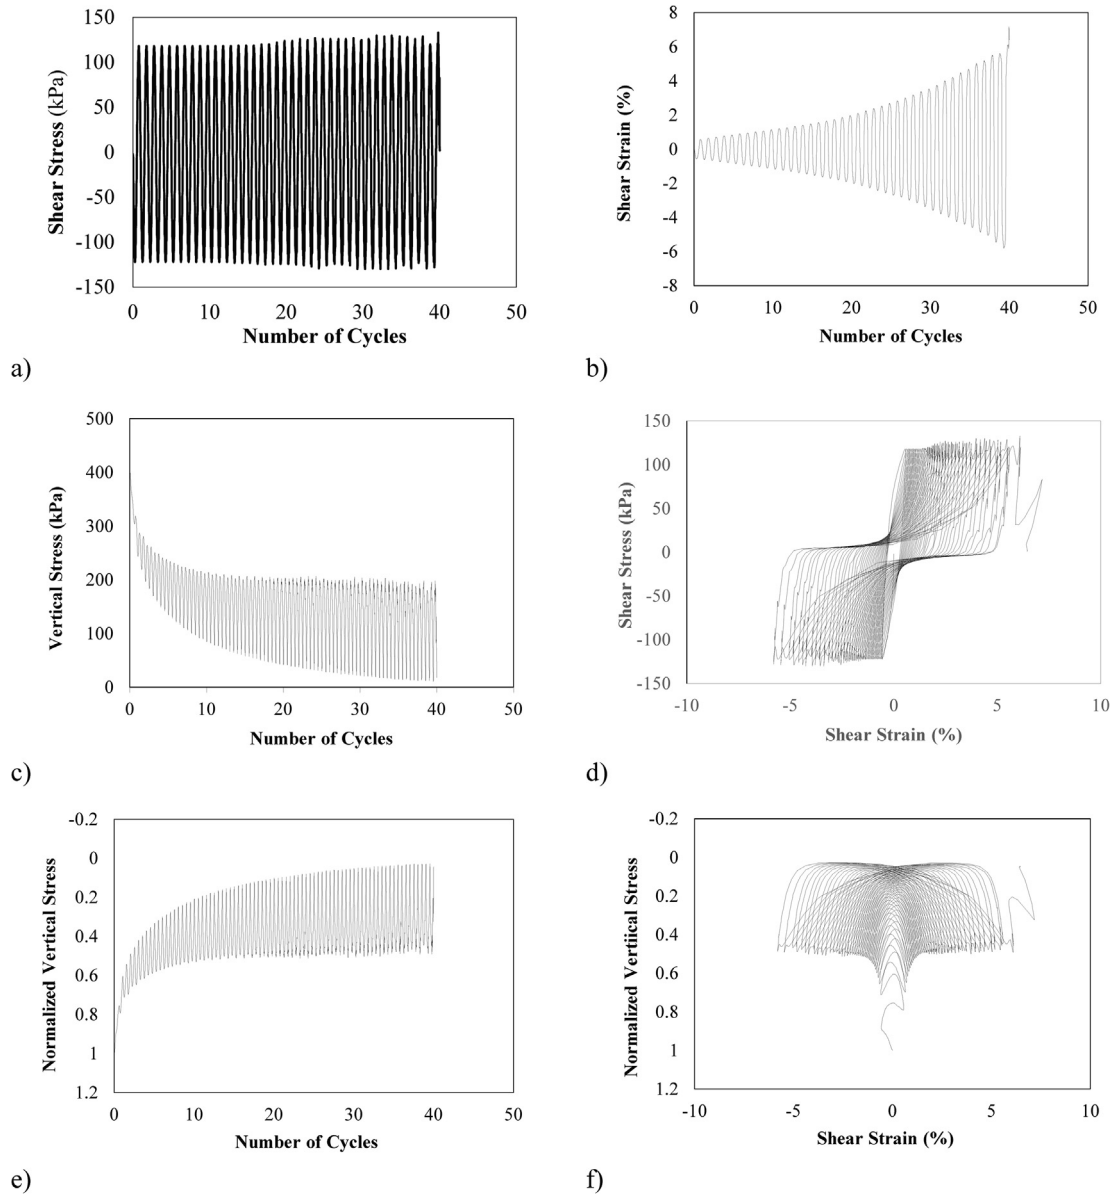 150
100
50
0
-50
-100
-150
Shear Stress (kPa)
0 10 20 30 40 50
Number of Cycles
a)
8
6
4
2
0
-2
-4
-6
-8
Shear Strain (%)
0 10 20 30 40 50
Number of Cycles
b)
500
400
300
200
100
0
Vertical Stress (kPa)
0 10 20 30 40 50
Number of Cycles
c)
150
100
50
0
-50
-100
-150
Shear Stress (kPa)
-10 -5 0 5 10
Shear Strain (%)
d)
-0.2
0
0.2
0.4
0.6
0.8
1
1.2
Normalized Vertical Stress
0 10 20 30 40 50
Number of Cycles
e)
-0.2
0
0.2
0.4
0.6
0.8
1
1.2
Normalized Vertiical Stress
-10 -5 0 5 10
Shear Strain (%)
f)